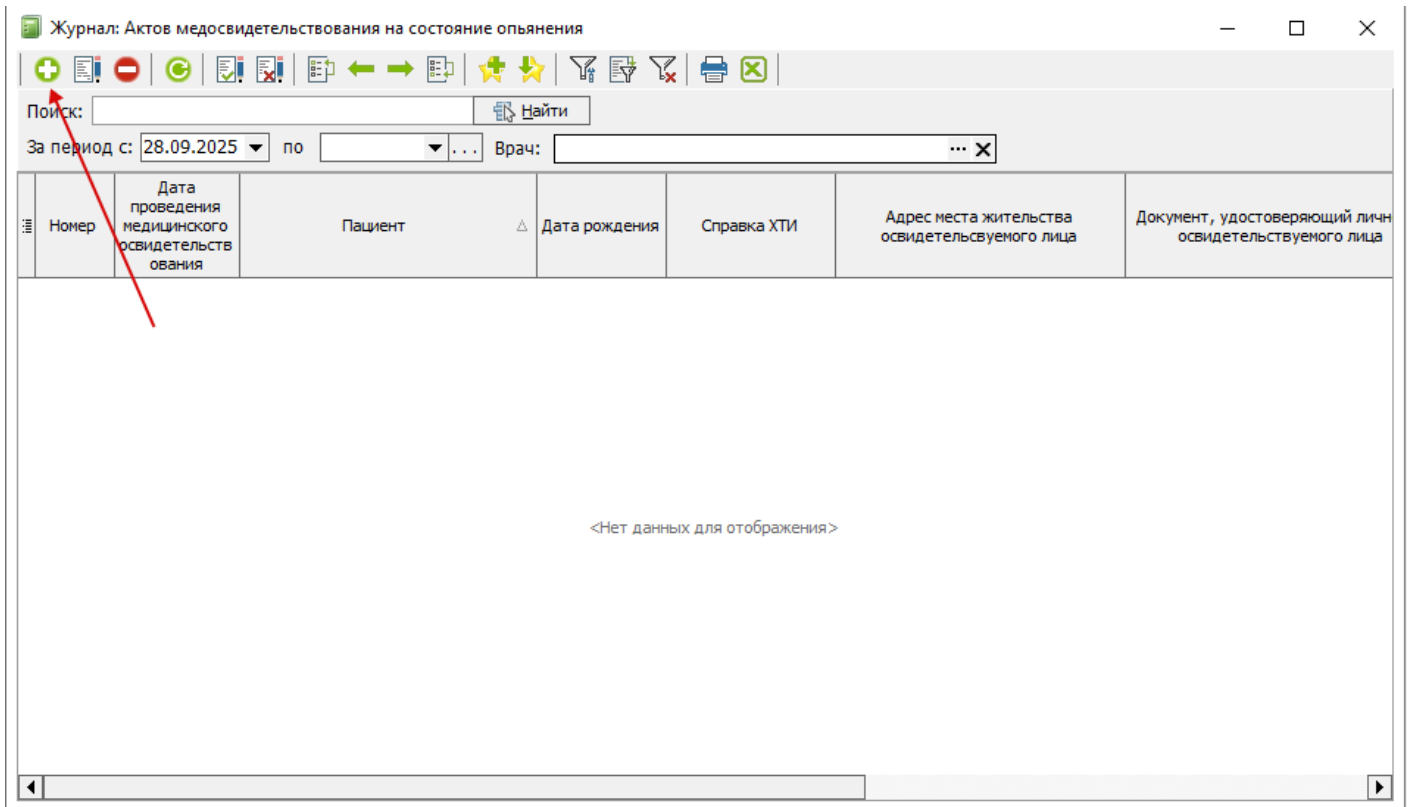 Журнал: Актов медосвидетельствования на состояние опьянения
Поиск:
Найти
За период с: 28.09.2025 по ... Врач: ...
Номер
Дата
проведения
медицинского
освидетельств
ования
Пациент
Дата рождения
Справка ХТИ
Адрес места жительства
освидетельсвуемого лица
Документ, удостоверяющий личн
освидетельствуемого лица
<Нет данных для отображения>